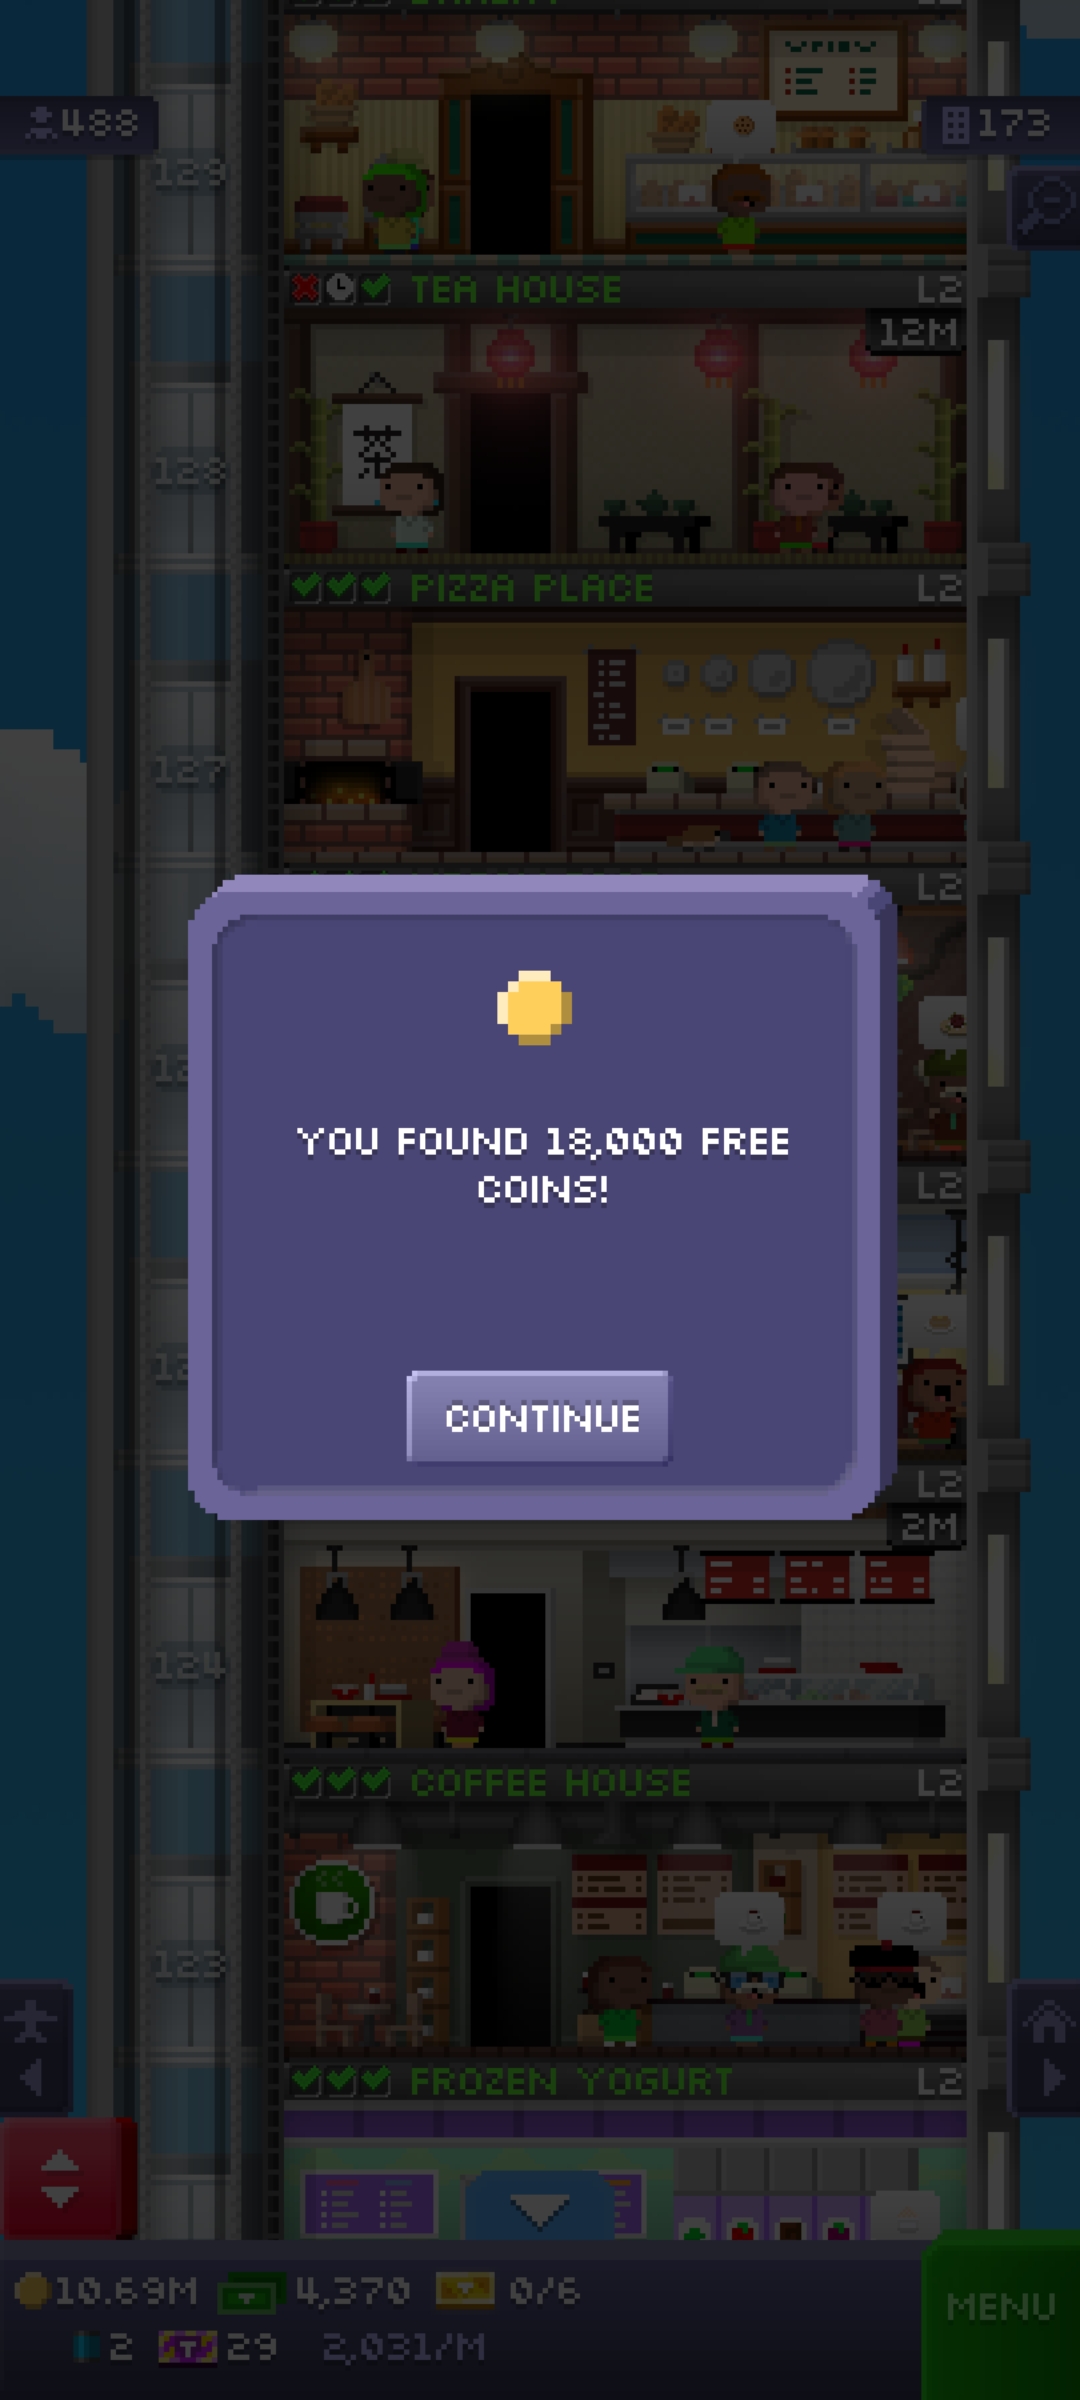 488
173
129
TEA HOUSE
L2
12M
茶
128
PIZZA PLACE
L2
127
L2
YOU FOUND 18,000 FREE
COINS!
L2
CONTINUE
L2
2M
124
COFFEE HOUSE
L2
123
FROZEN YOGURT
L2
10.69M
4,370
0/6
MENU
2
29
2,031/M